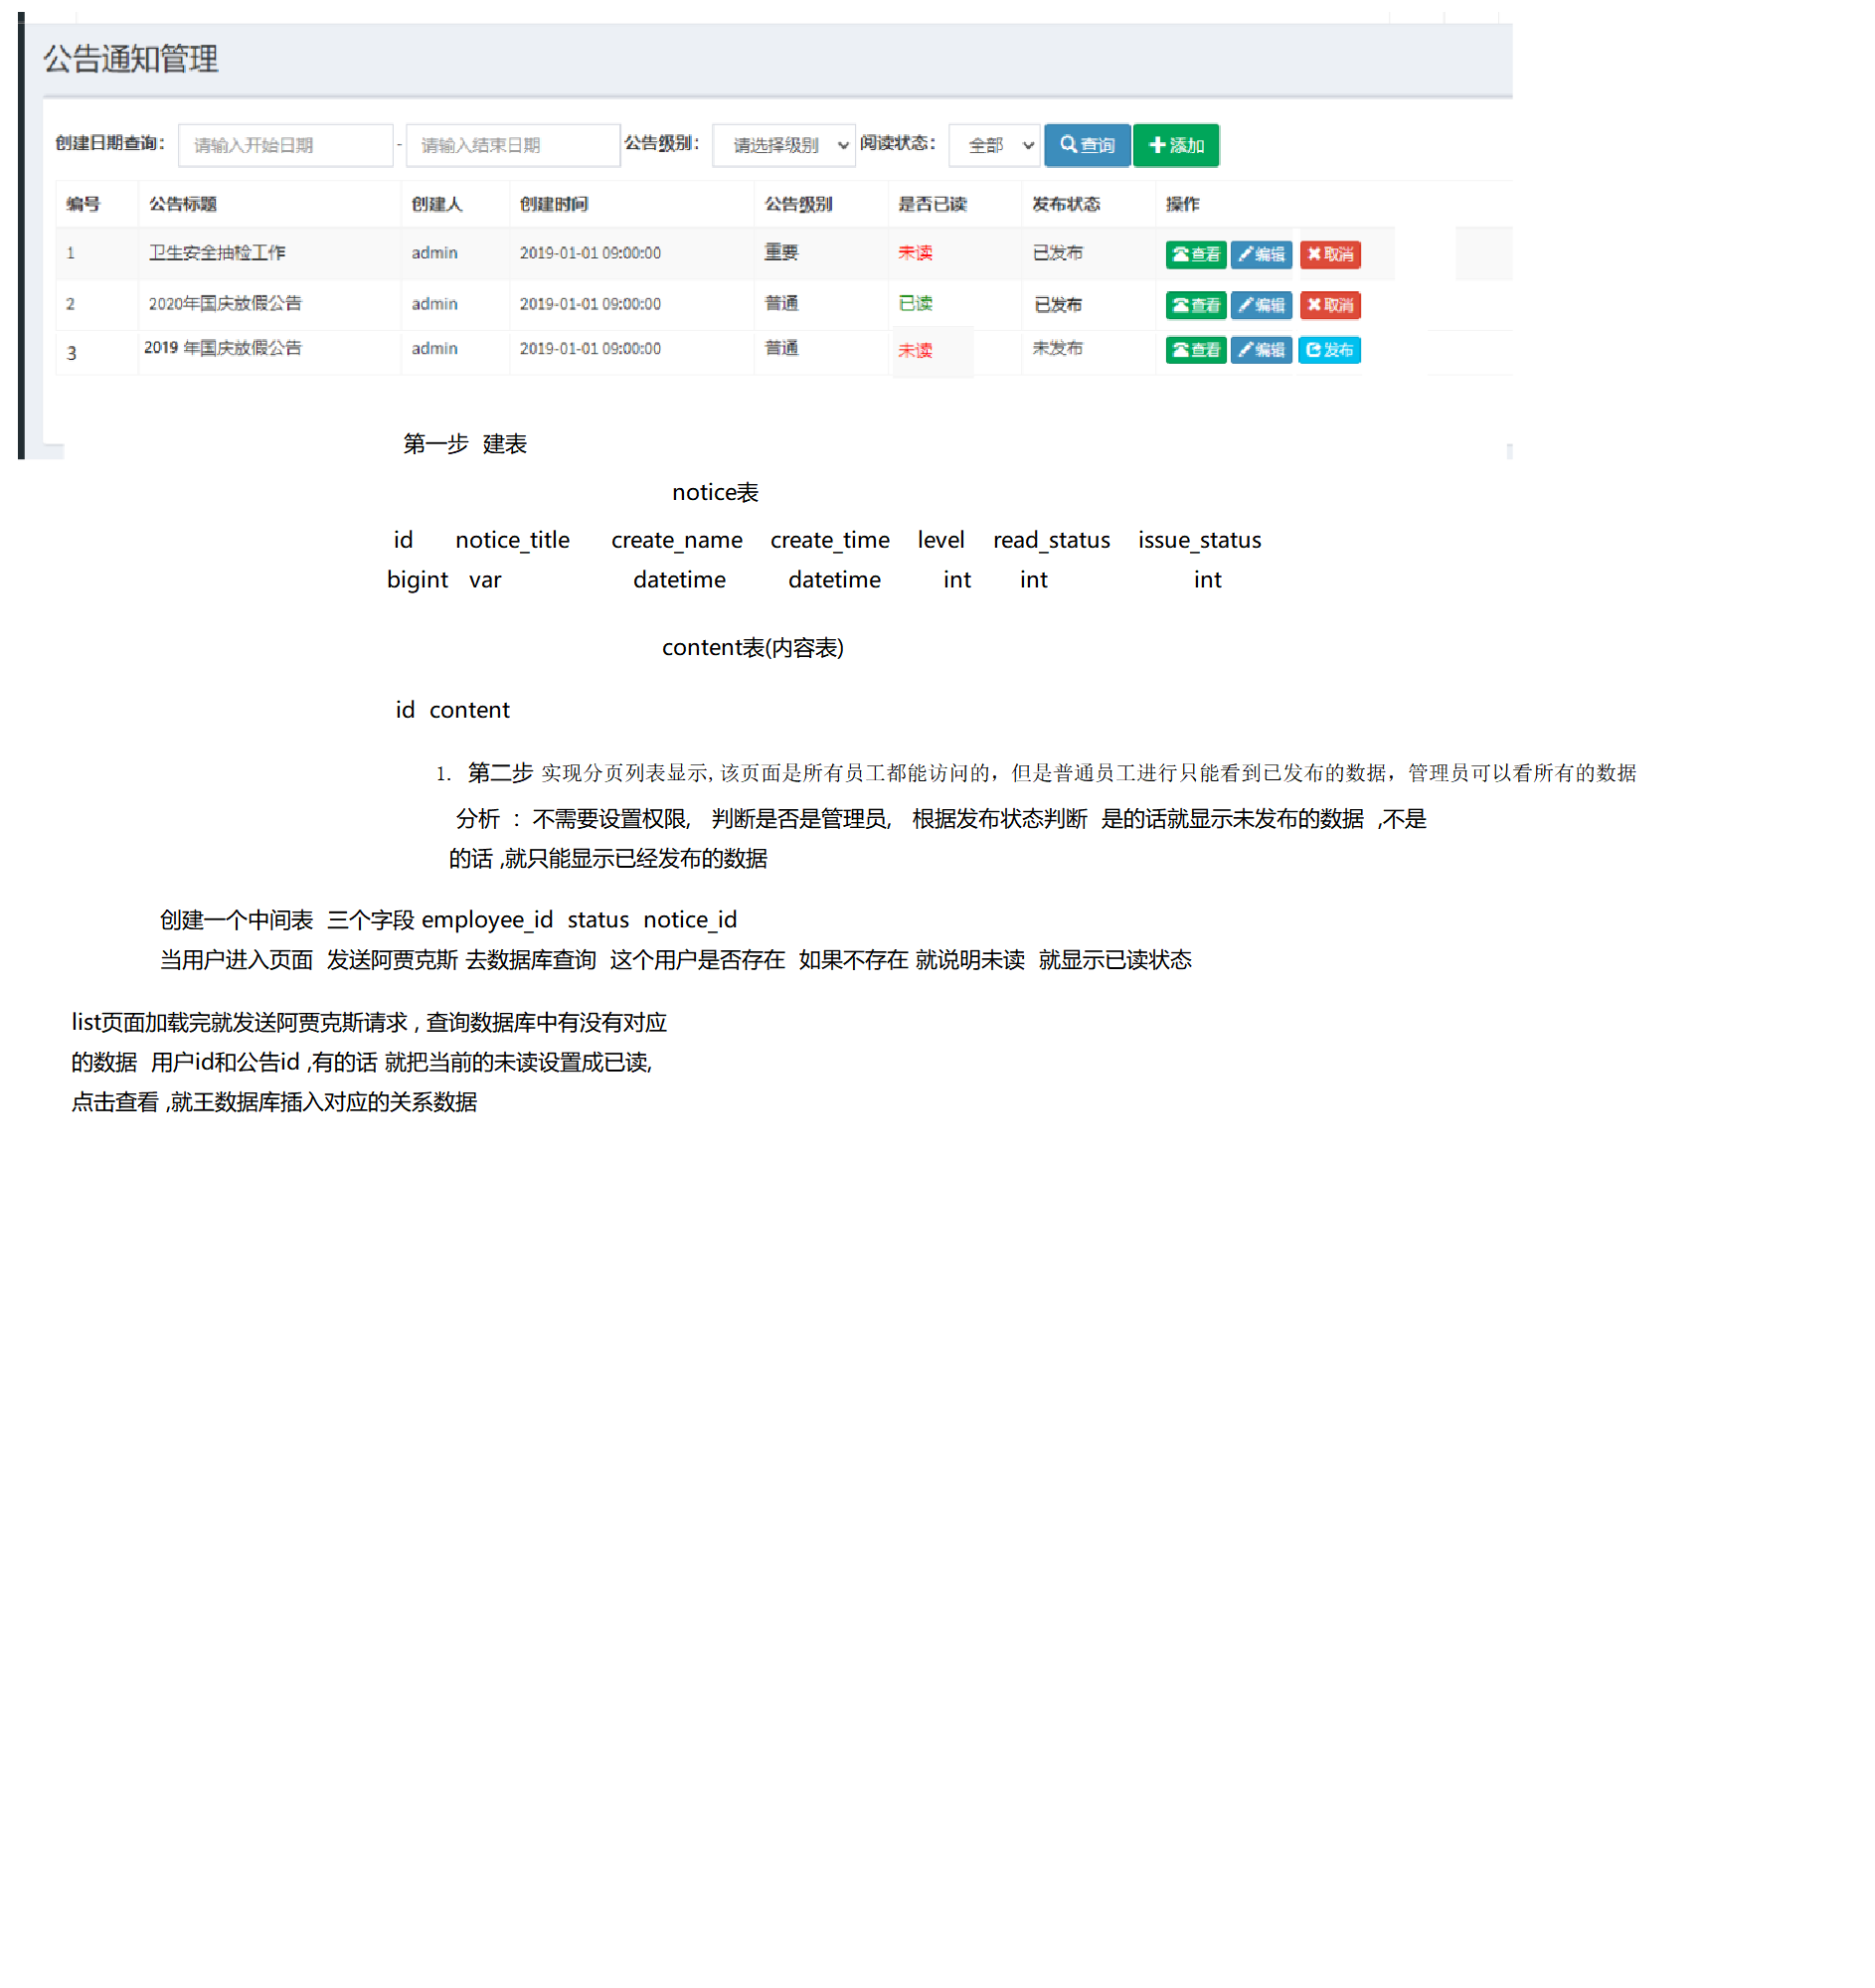 公告通知管理
创建日期查询: 请输入开始日期 - 请输入结束日期 公告级别: 请选择级别 阅读状态: 全部 查询 添加
编号 公告标题 创建人 创建时间 公告级别 是否已读 发布状态 操作
1 卫生安全抽检工作 admin 2019-01-01 09:00:00 重要 未读 已发布 查看 编辑 取消
2 2020年国庆放假公告 admin 2019-01-01 09:00:00 普通 已读 已发布 查看 编辑 取消
3 2019 年国庆放假公告 admin 2019-01-01 09:00:00 普通 未读 未发布 查看 编辑 发布
第一步 建表
notice表
id notice_title create_name create_time level read_status issue_status
bigint var datetime datetime int int int
content表(内容表)
id content
1. 第二步 实现分页列表显示,该页面是所有员工都能访问的，但是普通员工进行只能看到已发布的数据，管理员可以看所有的数据
分析 : 不需要设置权限, 判断是否是管理员, 根据发布状态判断 是的话就显示未发布的数据 ,不是
的话 ,就只能显示已经发布的数据
创建一个中间表 三个字段 employee_id status notice_id
当用户进入页面 发送阿贾克斯 去数据库查询 这个用户是否存在 如果不存在 就说明未读 就显示已读状态
list页面加载完就发送阿贾克斯请求 , 查询数据库中有没有对应
的数据 用户id和公告id ,有的话 就把当前的未读设置成已读,
点击查看 ,就王数据库插入对应的关系数据